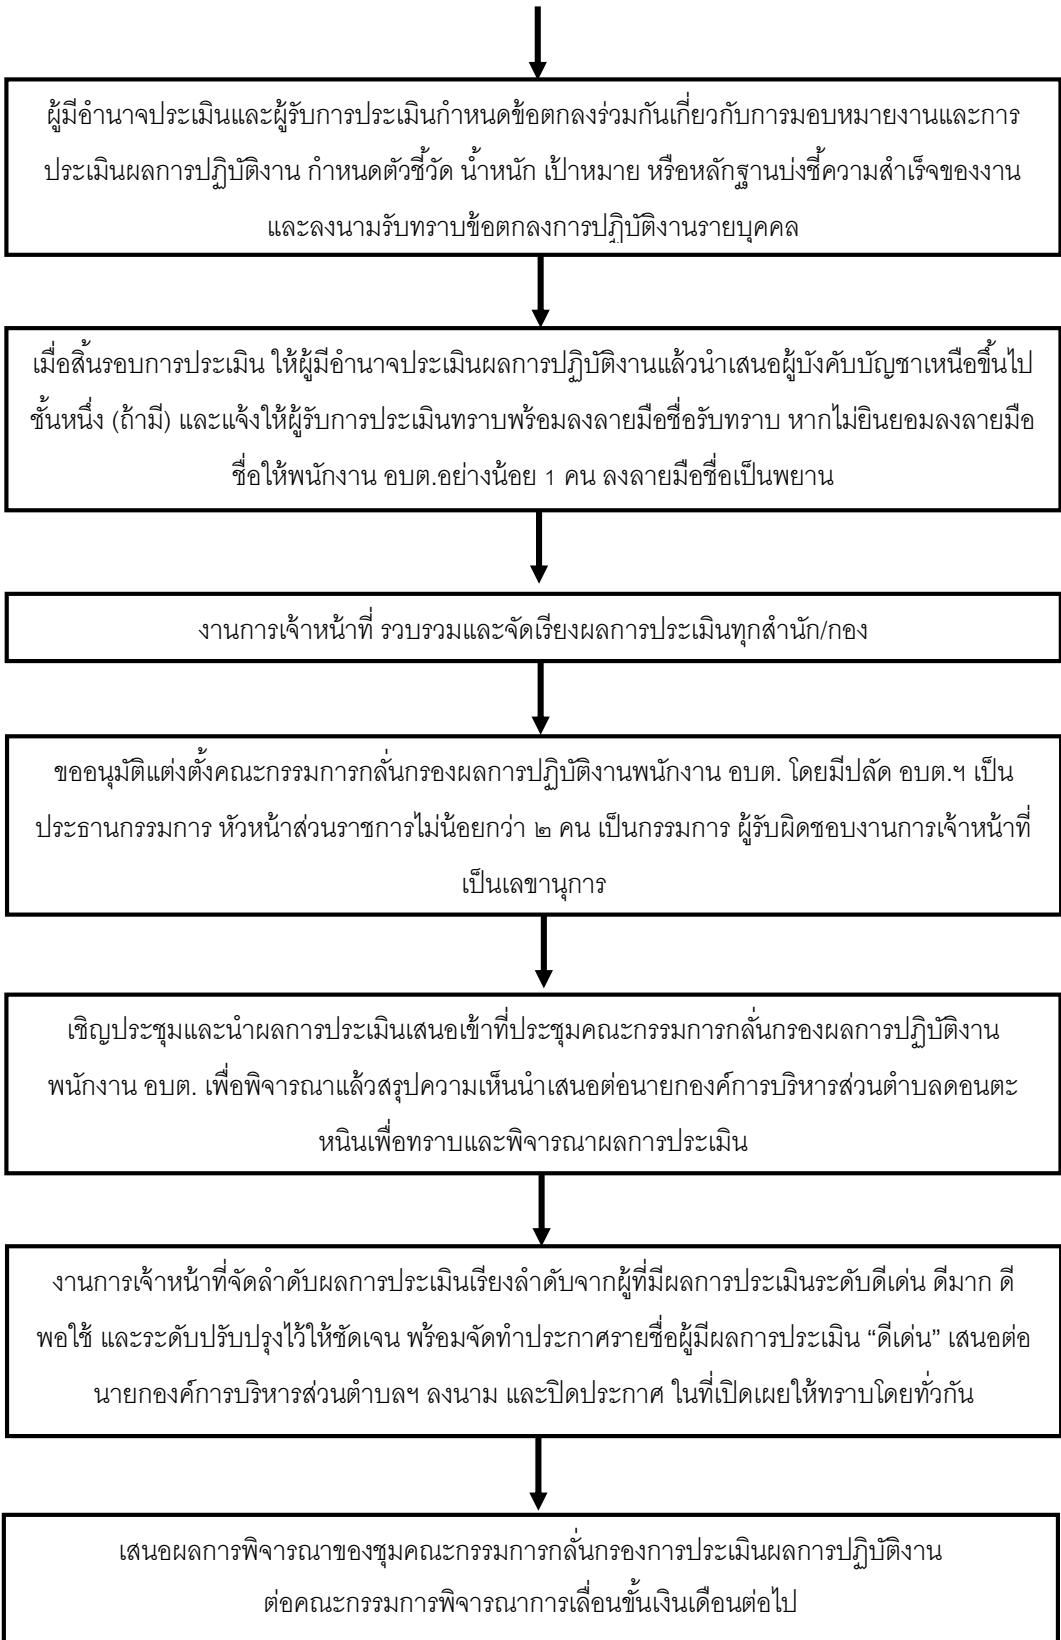 ผู้มีอำนาจประเมินและผู้รับการประเมินกำหนดข้อตกลงร่วมกันเกี่ยวกับการมอบหมายงานและการ
ประเมินผลการปฏิบัติงาน กำหนดตัวชี้วัด น้ำหนัก เป้าหมาย หรือหลักฐานบ่งชี้ความสำเร็จของงาน
และลงนามรับทราบข้อตกลงการปฏิบัติงานรายบุคคล
เมื่อสิ้นรอบการประเมิน ให้ผู้มีอำนาจประเมินผลการปฏิบัติงานแล้วนำเสนอผู้บังคับบัญชาเหนือขึ้นไป
ชั้นหนึ่ง (ถ้ามี) และแจ้งให้ผู้รับการประเมินทราบพร้อมลงลายมือชื่อรับทราบ หากไม่ยินยอมลงลายมือ
ชื่อให้พนักงาน อบต.อย่างน้อย 1 คน ลงลายมือชื่อเป็นพยาน
งานการเจ้าหน้าที่ รวบรวมและจัดเรียงผลการประเมินทุกสำนัก/กอง
ขออนุมัติแต่งตั้งคณะกรรมการกลั่นกรองผลการปฏิบัติงานพนักงาน อบต. โดยมีปลัด อบต.ฯ เป็น
ประธานกรรมการ หัวหน้าส่วนราชการไม่น้อยกว่า ๒ คน เป็นกรรมการ ผู้รับผิดชอบงานการเจ้าหน้าที่
เป็นเลขานุการ
เชิญประชุมและนำผลการประเมินเสนอเข้าที่ประชุมคณะกรรมการกลั่นกรองผลการปฏิบัติงาน
พนักงาน อบต. เพื่อพิจารณาแล้วสรุปความเห็นนำเสนอต่อนายกองค์การบริหารส่วนตำบลดอนตะ
หนินเพื่อทราบและพิจารณาผลการประเมิน
งานการเจ้าหน้าที่จัดลำดับผลการประเมินเรียงลำดับจากผู้ที่มีผลการประเมินระดับดีเด่น ดีมาก ดี
พอใช้ และระดับปรับปรุงไว้ให้ชัดเจน พร้อมจัดทำประกาศรายชื่อผู้มีผลการประเมิน “ดีเด่น” เสนอต่อ
นายกองค์การบริหารส่วนตำบลฯ ลงนาม และปิดประกาศ ในที่เปิดเผยให้ทราบโดยทั่วกัน
เสนอผลการพิจารณาของชุมคณะกรรมการกลั่นกรองการประเมินผลการปฏิบัติงาน
ต่อคณะกรรมการพิจารณาการเลื่อนขั้นเงินเดือนต่อไป